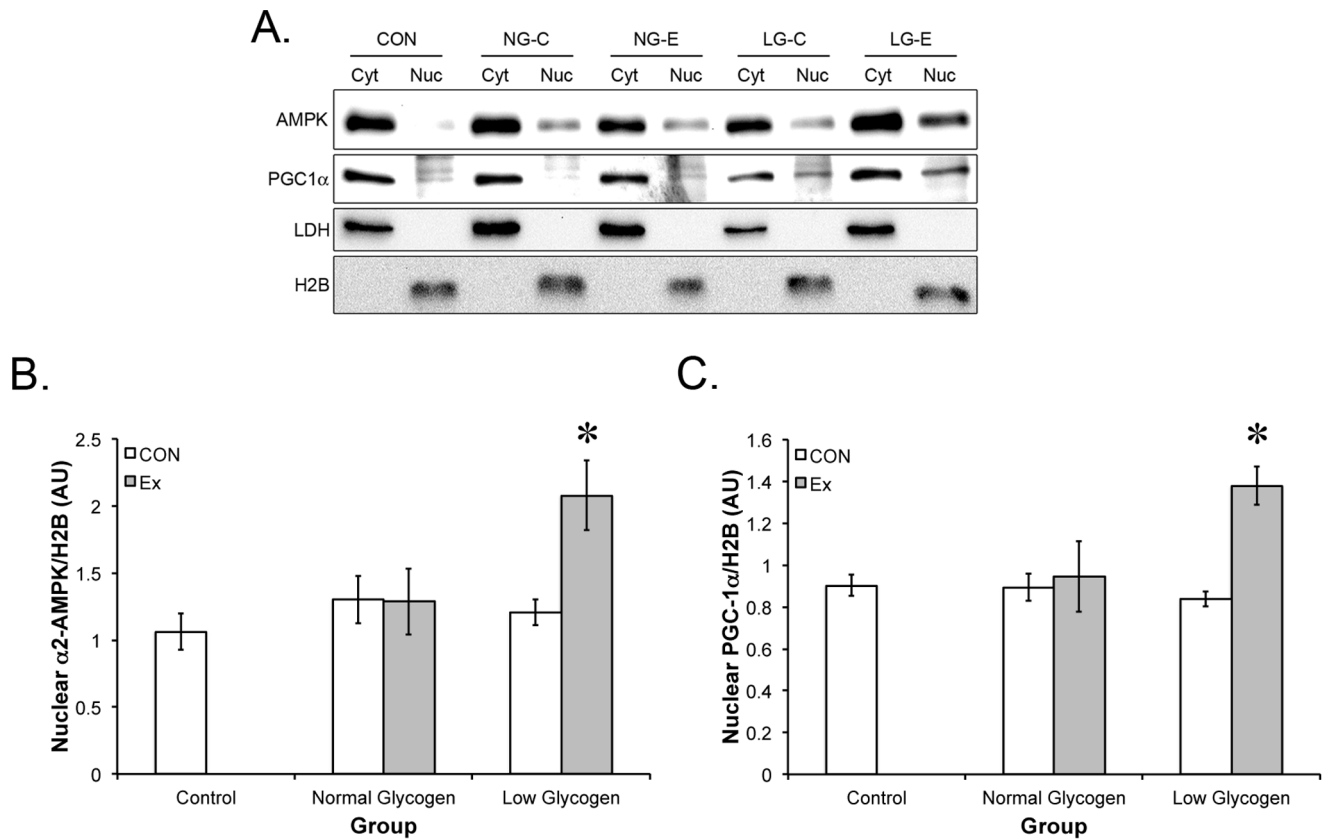 A.
CON NG-C NG-E LG-C LG-E
Cyt Nuc Cyt Nuc Cyt Nuc Cyt Nuc Cyt Nuc
AMPK
PGC1α
LDH
H2B
B.
Nuclear α2-AMPK/H2B (AU)
2.5
2
1.5
1
0.5
0
CON
Ex
*
Control Normal Glycogen Low Glycogen
Group
C.
Nuclear PGC-1α/H2B (AU)
1.6
1.4
1.2
1
0.8
0.6
0.4
0.2
0
CON
Ex
*
Control Normal Glycogen Low Glycogen
Group